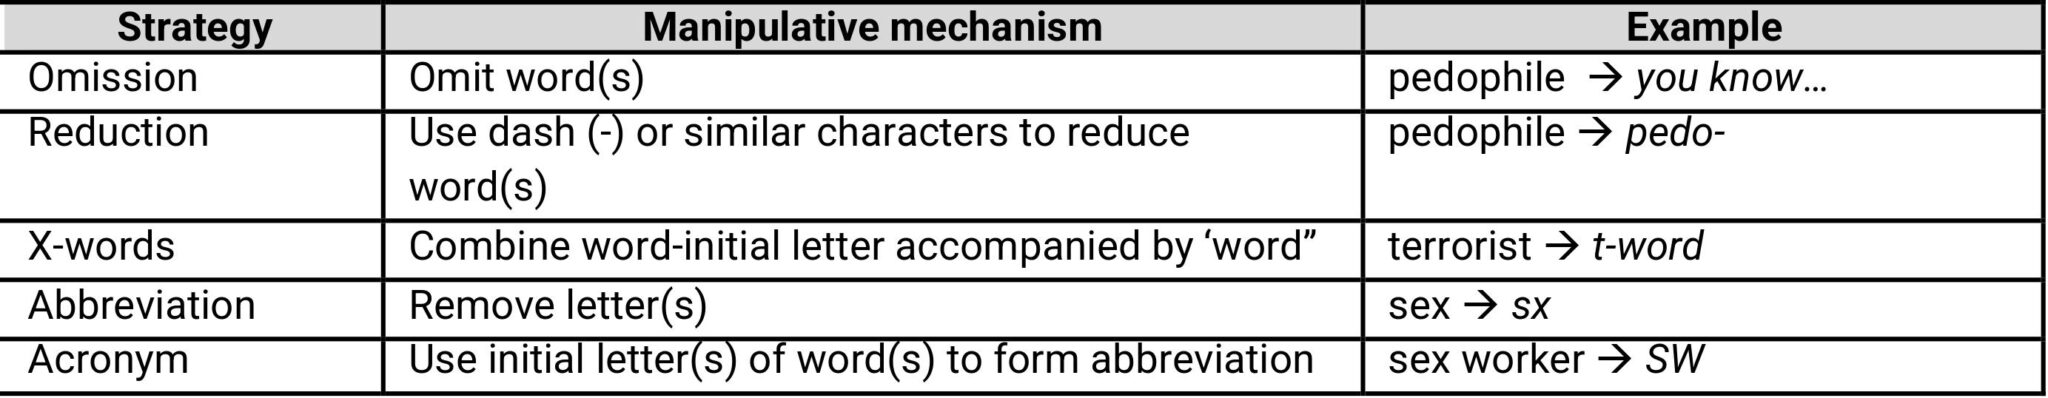 Strategy Manipulative mechanism Example
Omission Omit word(s) pedophile → you know…
Reduction Use dash (-) or similar characters to reduce pedophile → pedo-
word(s)
X-words Combine word-initial letter accompanied by ‘word” terrorist → t-word
Abbreviation Remove letter(s) sex → sx
Acronym Use initial letter(s) of word(s) to form abbreviation sex worker → SW